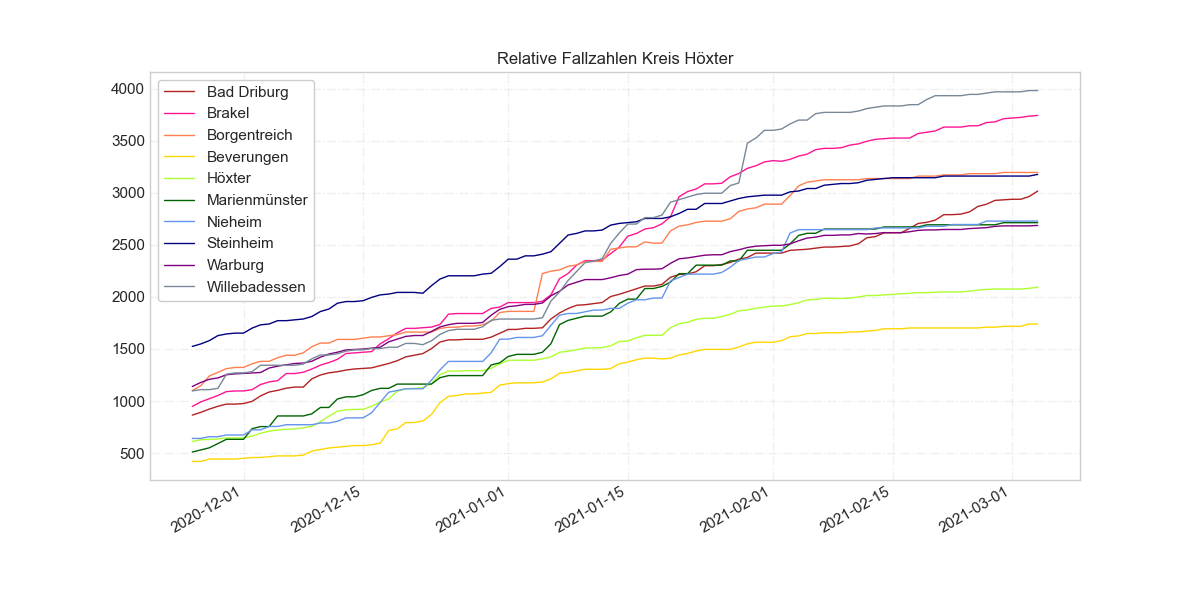 Relative Fallzahlen Kreis Höxter
4000
3500
3000
2500
2000
1500
1000
500
Bad Driburg
Brakel
Borgentreich
Beverungen
Höxter
Marienmünster
Nieheim
Steinheim
Warburg
Willebadessen
2020-12-01
2020-12-15
2021-01-01
2021-01-15
2021-02-01
2021-02-15
2021-03-01